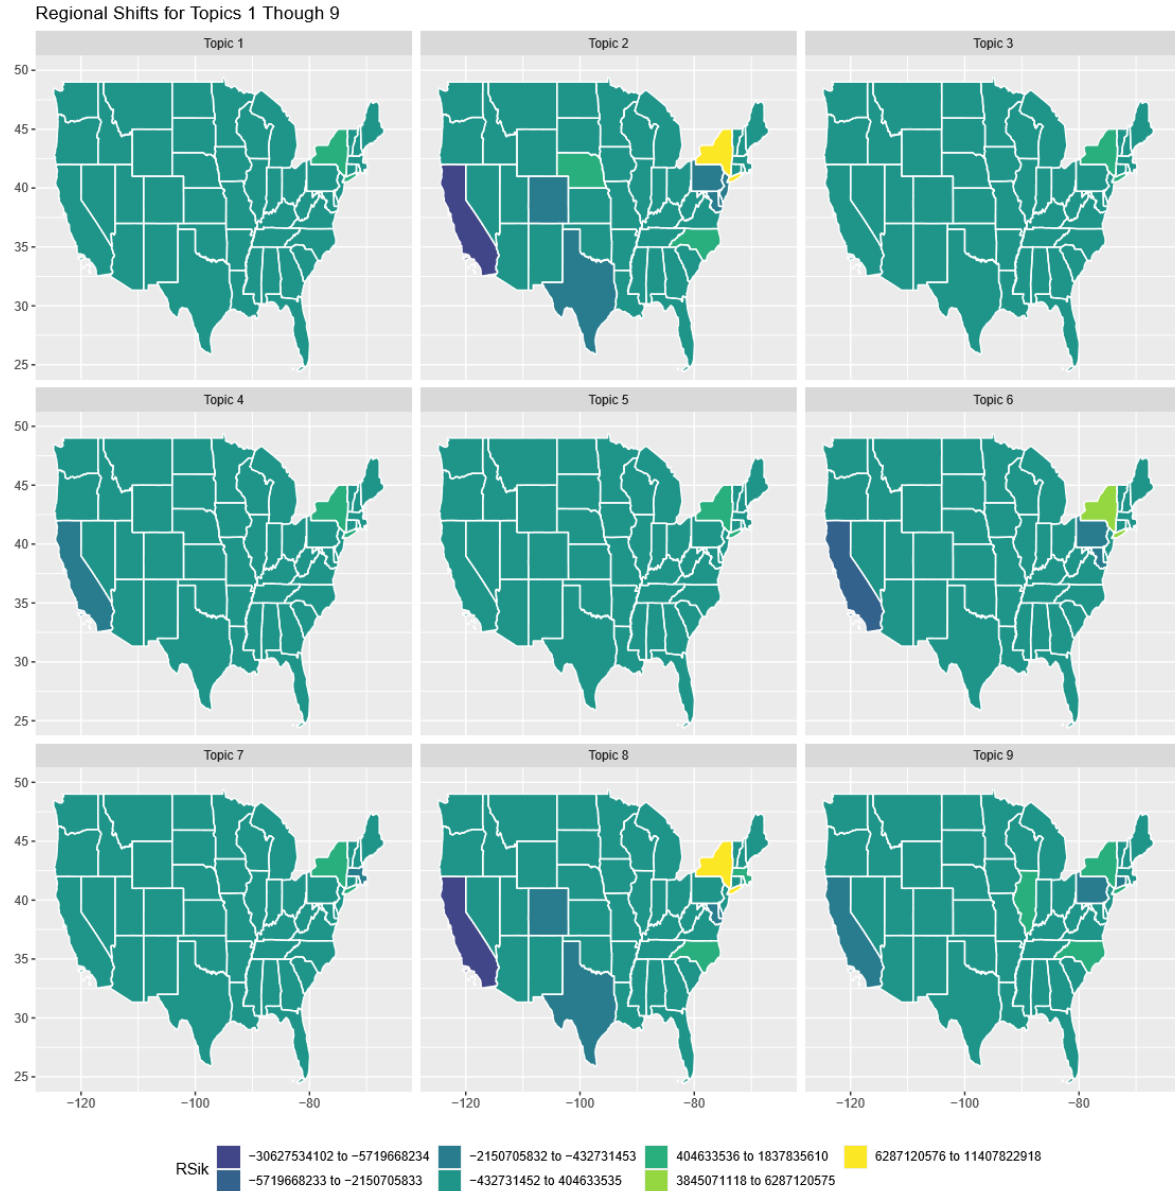 Regional Shifts for Topics 1 Though 9
Topic 1 Topic 2 Topic 3
50
45
40
35
30
25
Topic 4 Topic 5 Topic 6
50
45
40
35
30
25
Topic 7 Topic 8 Topic 9
50
45
40
35
30
25
−120 −100 −80 −120 −100 −80 −120 −100 −80
RSik
−30627534102 to −5719668234 −2150705832 to −432731453 404633536 to 1837835610 6287120576 to 11407822918
−5719668233 to −2150705833 −432731452 to 404633535 3845071118 to 6287120575